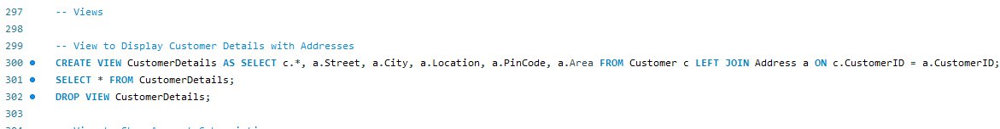 297 -- Views
298
299 -- View to Display Customer Details with Addresses
300 CREATE VIEW CustomerDetails AS SELECT c.*, a.Street, a.City, a.Location, a.PinCode, a.Area FROM Customer c LEFT JOIN Address a ON c.CustomerID = a.CustomerID;
301 SELECT * FROM CustomerDetails;
302 DROP VIEW CustomerDetails;
303